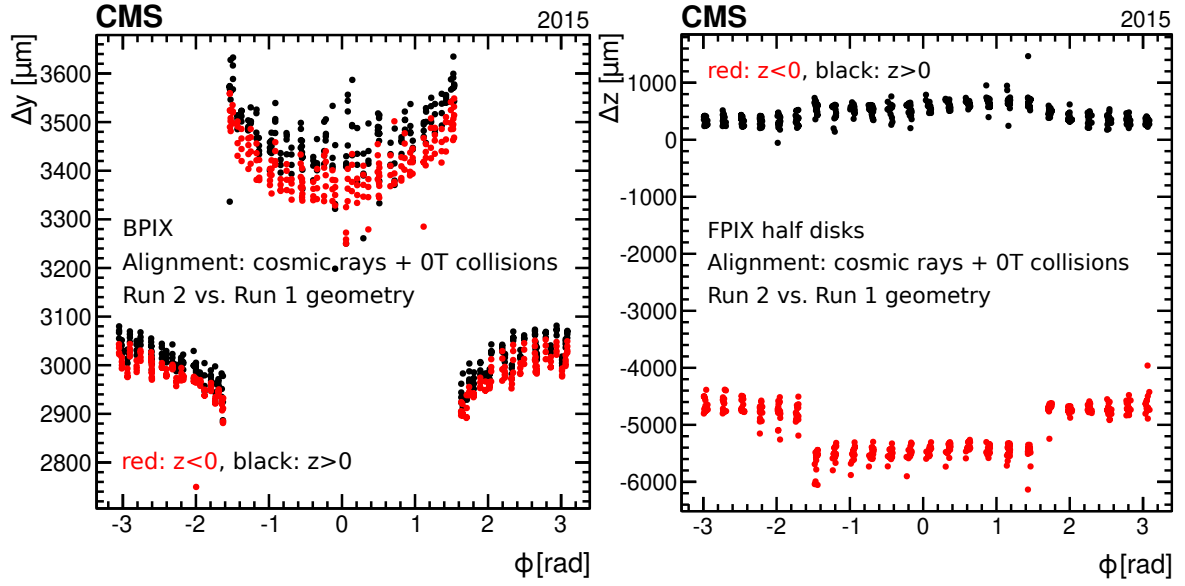 CMS 2015
Δy [μm]
3600
3500
3400
3300
3200
3100
3000
2900
2800
BPIX
Alignment: cosmic rays + 0T collisions
Run 2 vs. Run 1 geometry
red: z<0, black: z>0
-3 -2 -1 0 1 2 3
ϕ [rad]
CMS 2015
Δz [μm]
red: z<0, black: z>0
1000
0
-1000
-2000
-3000
-4000
-5000
-6000
FPIX half disks
Alignment: cosmic rays + 0T collisions
Run 2 vs. Run 1 geometry
-3 -2 -1 0 1 2 3
ϕ [rad]